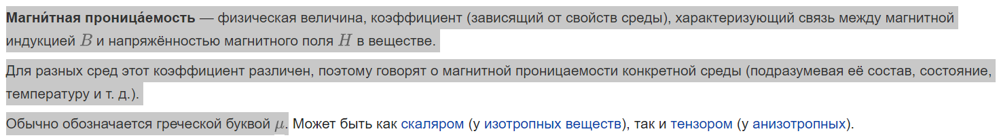 Магни́тная проница́емость — физическая величина, коэффициент (зависящий от свойств среды), характеризующий связь между магнитной
индукцией B и напряжённостью магнитного поля H в веществе.
Для разных сред этот коэффициент различен, поэтому говорят о магнитной проницаемости конкретной среды (подразумевая её состав, состояние,
температуру и т. д.).
Обычно обозначается греческой буквой μ. Может быть как скаляром (у изотропных веществ), так и тензором (у анизотропных).